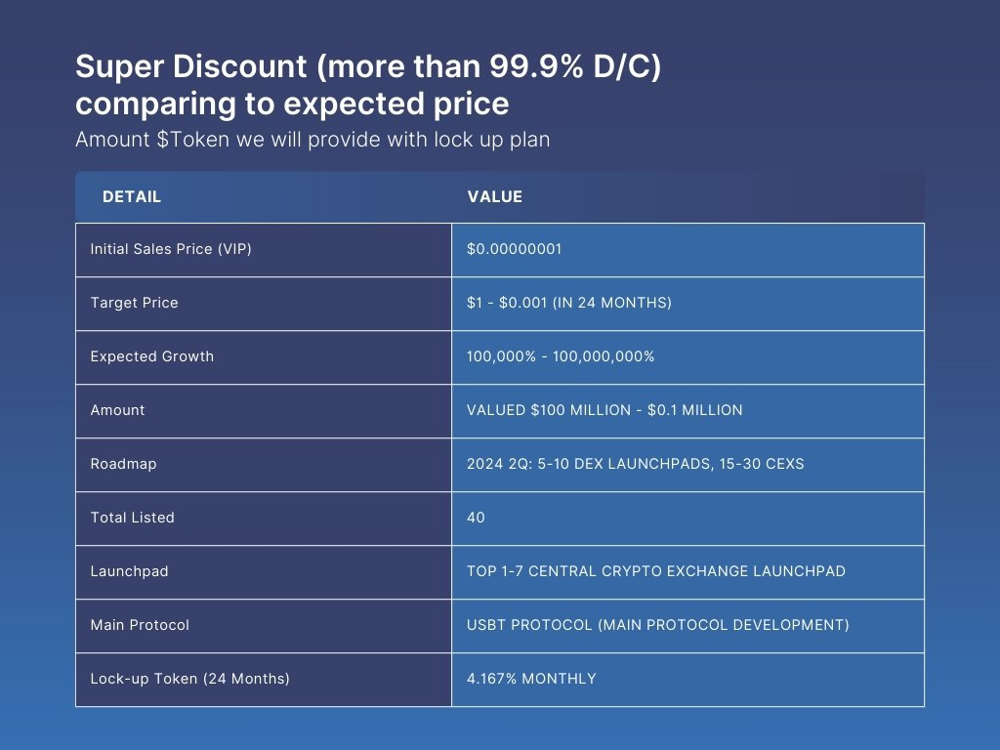 Super Discount (more than 99.9% D/C)
comparing to expected price
Amount $Token we will provide with lock up plan
DETAIL VALUE
Initial Sales Price (VIP) $0.00000001
Target Price $1 - $0.001 (IN 24 MONTHS)
Expected Growth 100,000% - 100,000,000%
Amount VALUED $100 MILLION - $0.1 MILLION
Roadmap 2024 2Q: 5-10 DEX LAUNCHPADS, 15-30 CEXS
Total Listed 40
Launchpad TOP 1-7 CENTRAL CRYPTO EXCHANGE LAUNCHPAD
Main Protocol USBT PROTOCOL (MAIN PROTOCOL DEVELOPMENT)
Lock-up Token (24 Months) 4.167% MONTHLY